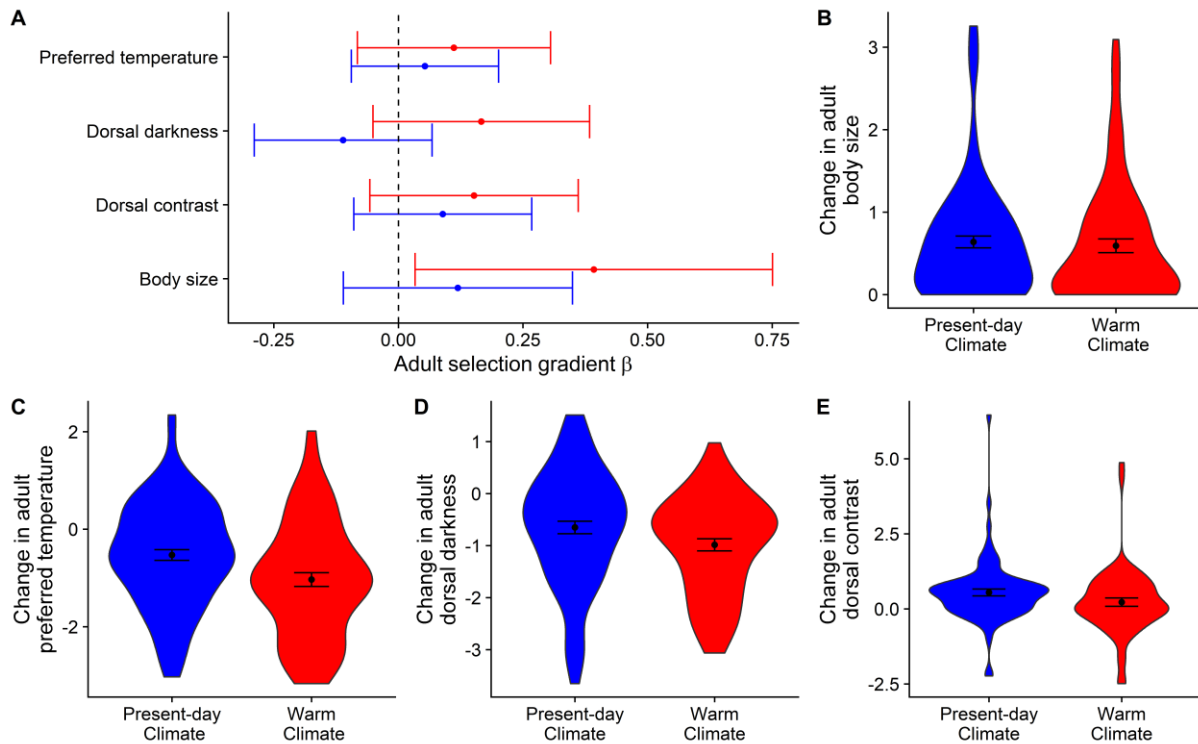 A
Preferred temperature
Dorsal darkness
Dorsal contrast
Body size
-0.25
0.00
0.25
0.50
0.75
Adult selection gradient β
B
Change in adult
body size
3
2
1
0
Present-day
Climate
Warm
Climate
C
Change in adult
preferred temperature
2
0
-2
Present-day
Climate
Warm
Climate
D
Change in adult
dorsal darkness
1
0
-1
-2
-3
Present-day
Climate
Warm
Climate
E
Change in adult
dorsal contrast
5.0
2.5
0.0
-2.5
Present-day
Climate
Warm
Climate